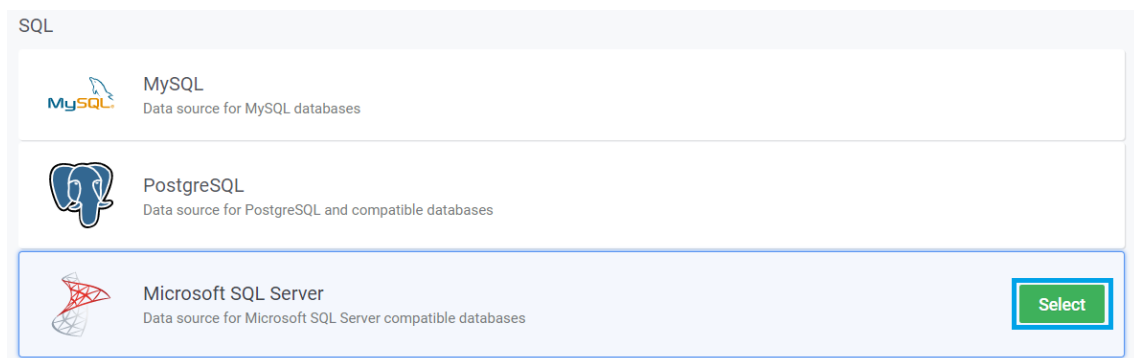 SQL
MySQL
MySQL
Data source for MySQL databases
PostgreSQL
Data source for PostgreSQL and compatible databases
Microsoft SQL Server
Data source for Microsoft SQL Server compatible databases
Select